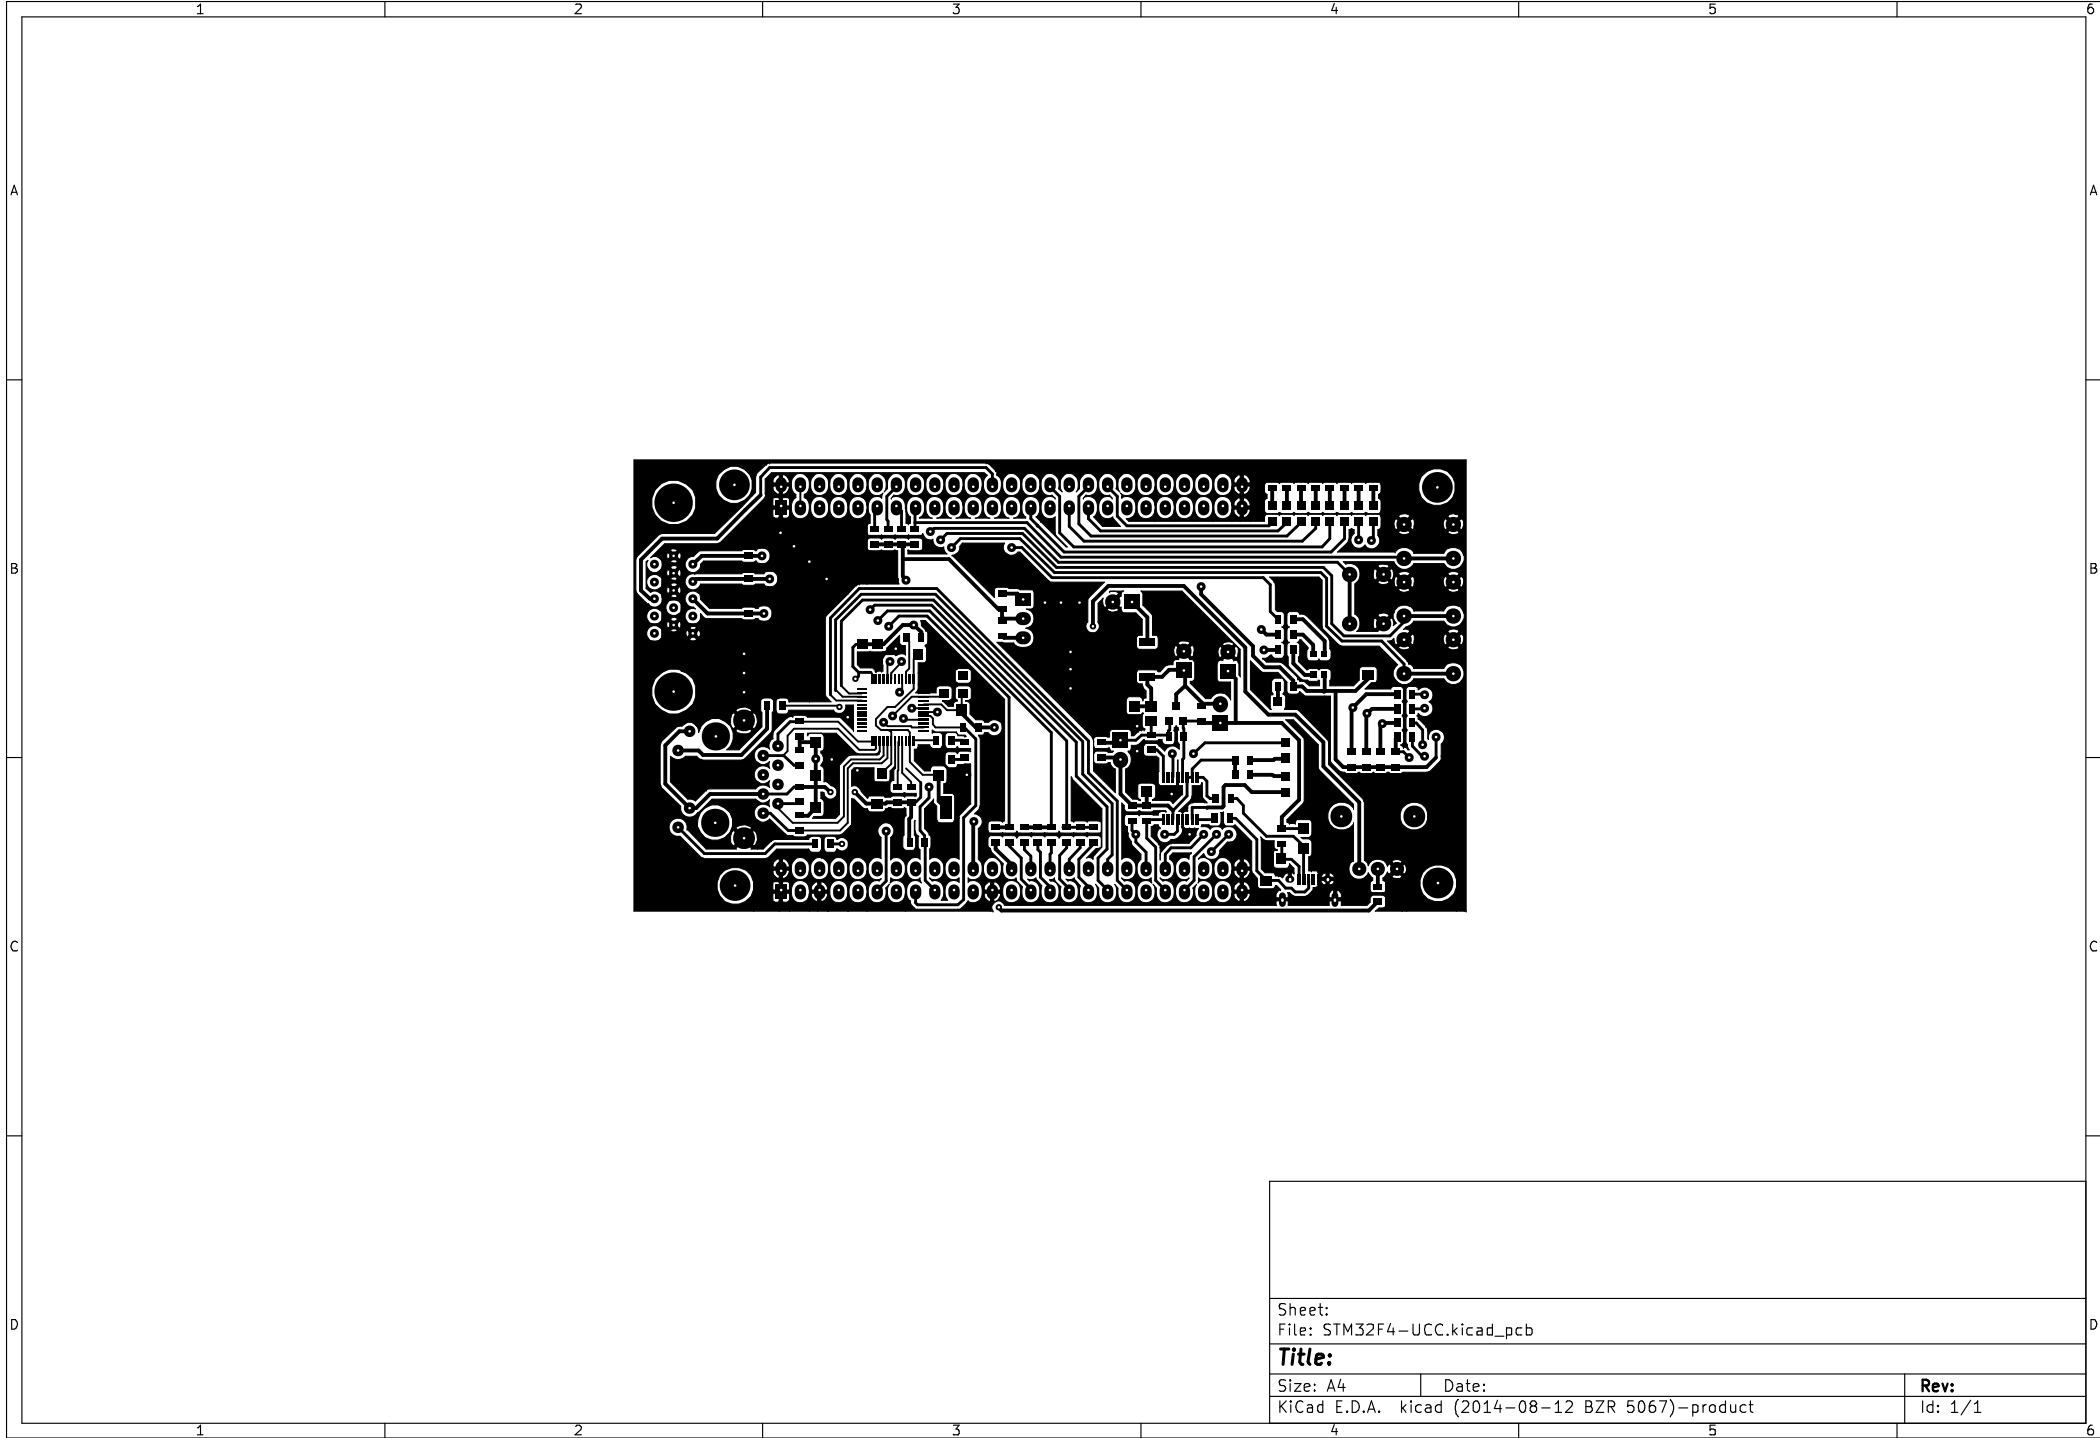 1 2 3 4 5 6
A A
B B
C C
D D
Sheet:
File: STM32F4-UCC.kicad_pcb
Title:
Size: A4 Date: Rev:
KiCad E.D.A. kicad (2014-08-12 BZR 5067)-product Id: 1/1
1 2 3 4 5 6